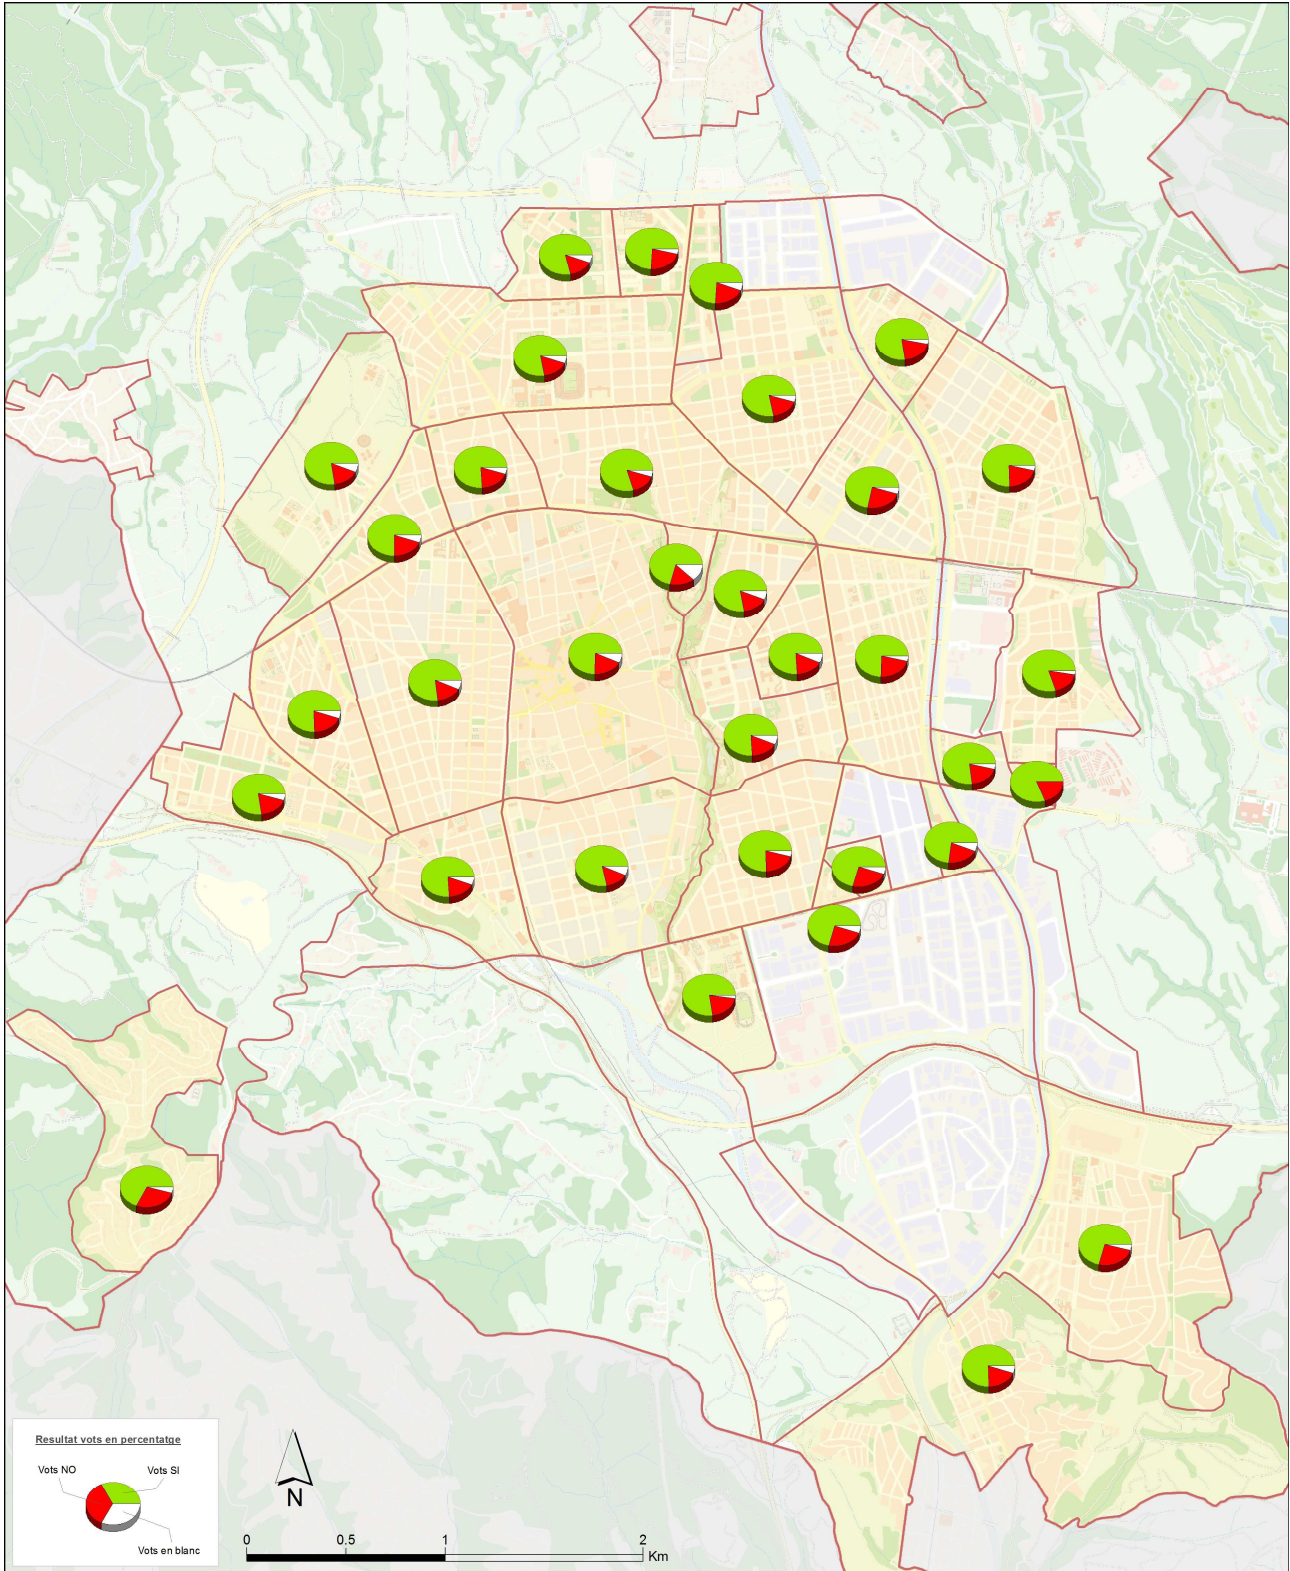 Resultat vots en percentatge
Vots NO
Vots SI
Vots en blanc
N
0 0.5 1 2
Km